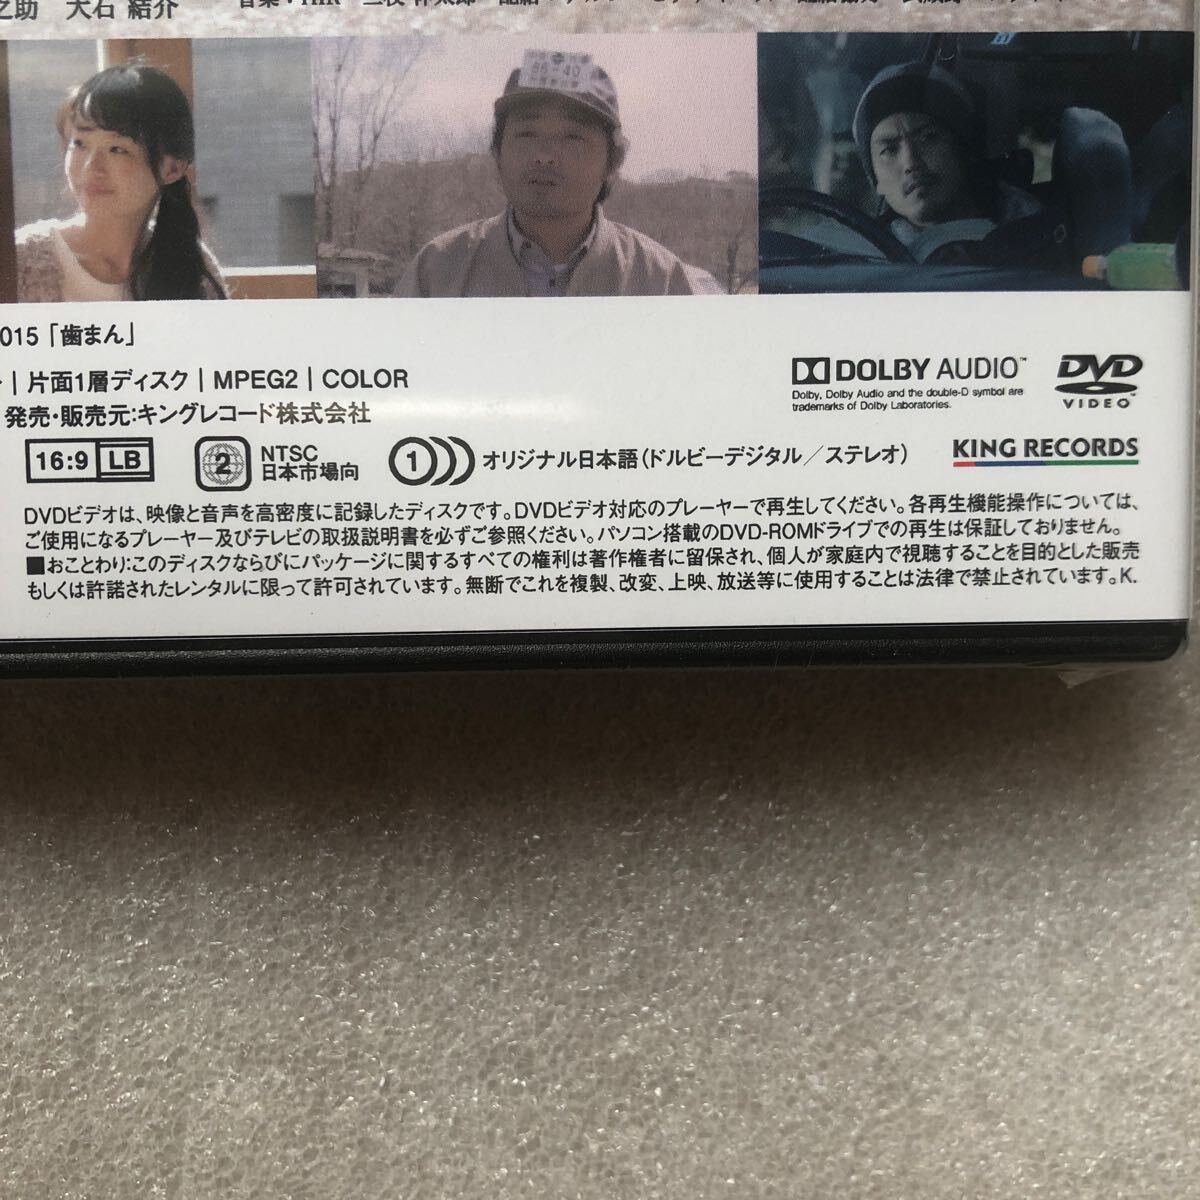 之助 大石 結介
015「歯まん」
| 片面1層ディスク | MPEG2 | COLOR
発売・販売元:キングレコード株式会社
DOLBY AUDIO™
Dolby, Dolby Audio and the double-D symbol are
trademarks of Dolby Laboratories.
DVD
VIDEO
16:9 LB
2
NTSC
日本市場向
1
オリジナル日本語(ドルビーデジタル/ステレオ)
KING RECORDS
DVDビデオは、映像と音声を高密度に記録したディスクです。DVDビデオ対応のプレーヤーで再生してください。各再生機能操作については、
ご使用になるプレーヤー及びテレビの取扱説明書を必ずご参照ください。パソコン搭載のDVD-ROMドライブでの再生は保証しておりません。
■おことわり:このディスクならびにパッケージに関するすべての権利は著作権者に留保され、個人が家庭内で視聴することを目的とした販売
もしくは許諾されたレンタルに限って許可されています。無断でこれを複製、改変、上映、放送等に使用することは法律で禁止されています。K.